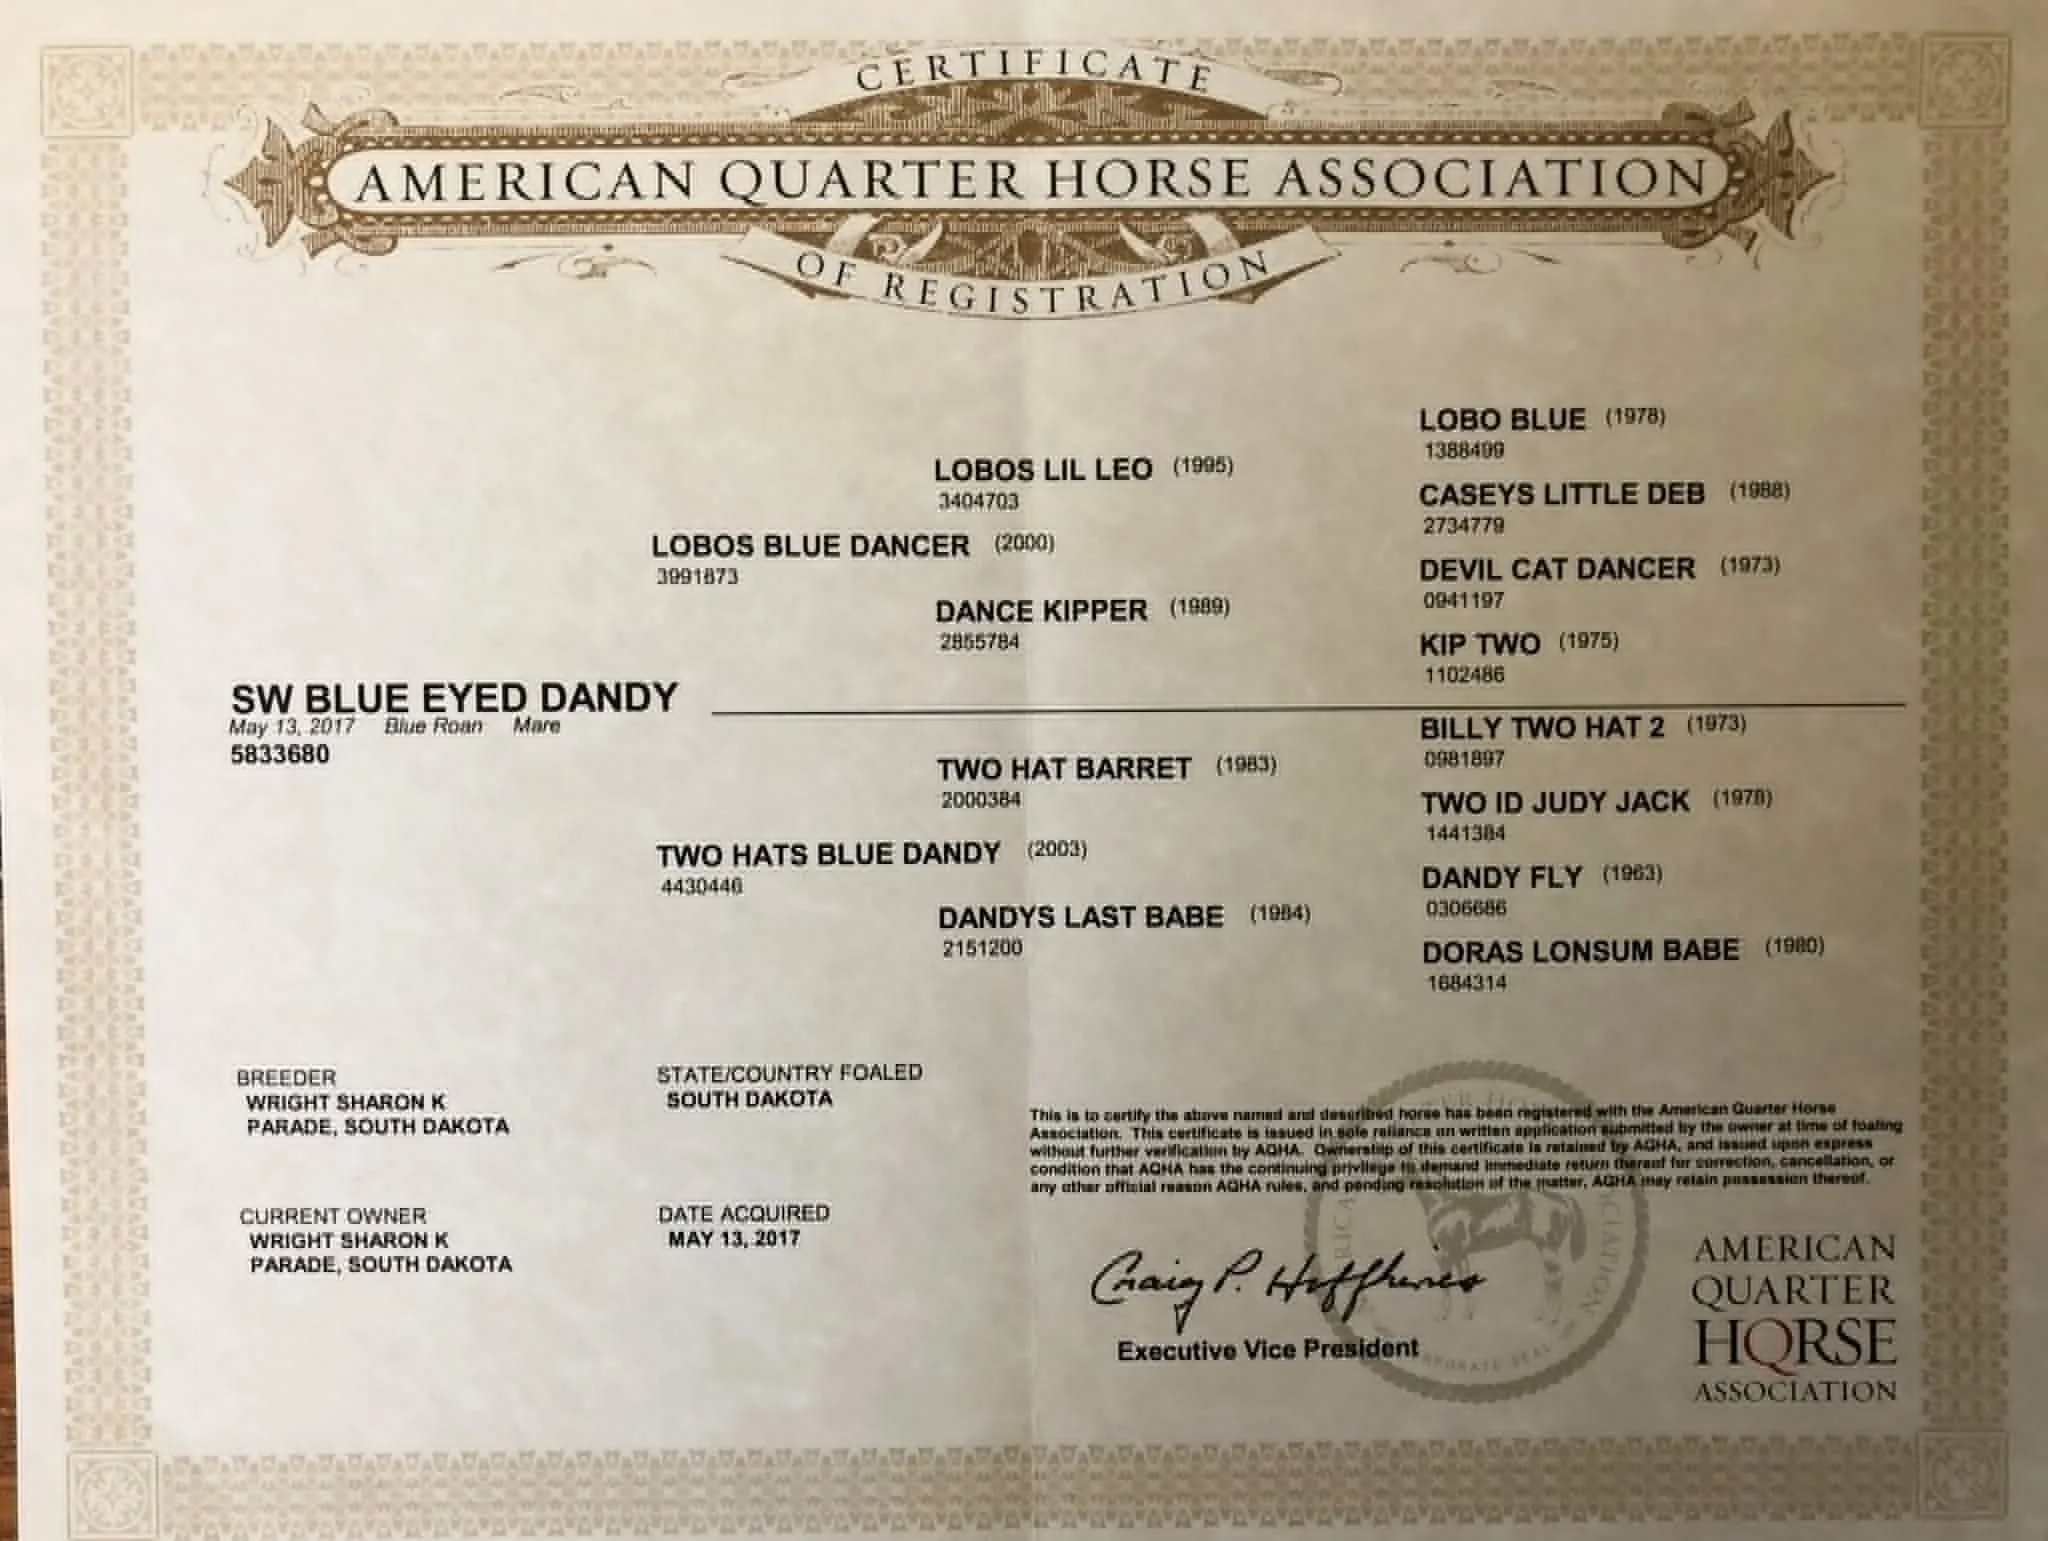 CERTIFICATE
AMERICAN QUARTER HORSE ASSOCIATION
OF REGISTRATION
LOBO BLUE (1978)
1388499
LOBOS LIL LEO (1995)
3404703
CASEYS LITTLE DEB (1988)
2734779
LOBOS BLUE DANCER (2000)
3991873
DEVIL CAT DANCER (1973)
0941197
DANCE KIPPER (1989)
2855784
KIP TWO (1975)
1102486
SW BLUE EYED DANDY
May 13, 2017 Blue Roan Mare
5833680
BILLY TWO HAT 2 (1973)
0981897
TWO HAT BARRET (1983)
2000384
TWO ID JUDY JACK (1978)
1441384
TWO HATS BLUE DANDY (2003)
4430446
DANDY FLY (1963)
0306686
DANDYS LAST BABE (1984)
2151200
DORAS LONSUM BABE (1980)
1684314
BREEDER
WRIGHT SHARON K
PARADE, SOUTH DAKOTA
STATE/COUNTRY FOALED
SOUTH DAKOTA
CURRENT OWNER
WRIGHT SHARON K
PARADE, SOUTH DAKOTA
DATE ACQUIRED
MAY 13, 2017
This is to certify the above named and described horse has been registered with the American Quarter Horse
Association. This certificate is issued in sole reliance on written application submitted by the owner at time of foaling
without further verification by AQHA. Ownership of this certificate is retained by AQHA, and issued upon express
condition that AQHA has the continuing privilege to demand immediate return thereof for correction, cancellation, or
any other official reason AQHA rules, and pending resolution of the matter, AQHA may retain possession thereof.
Craig P. Huffhines
Executive Vice President
AMERICAN
QUARTER
HORSE
ASSOCIATION